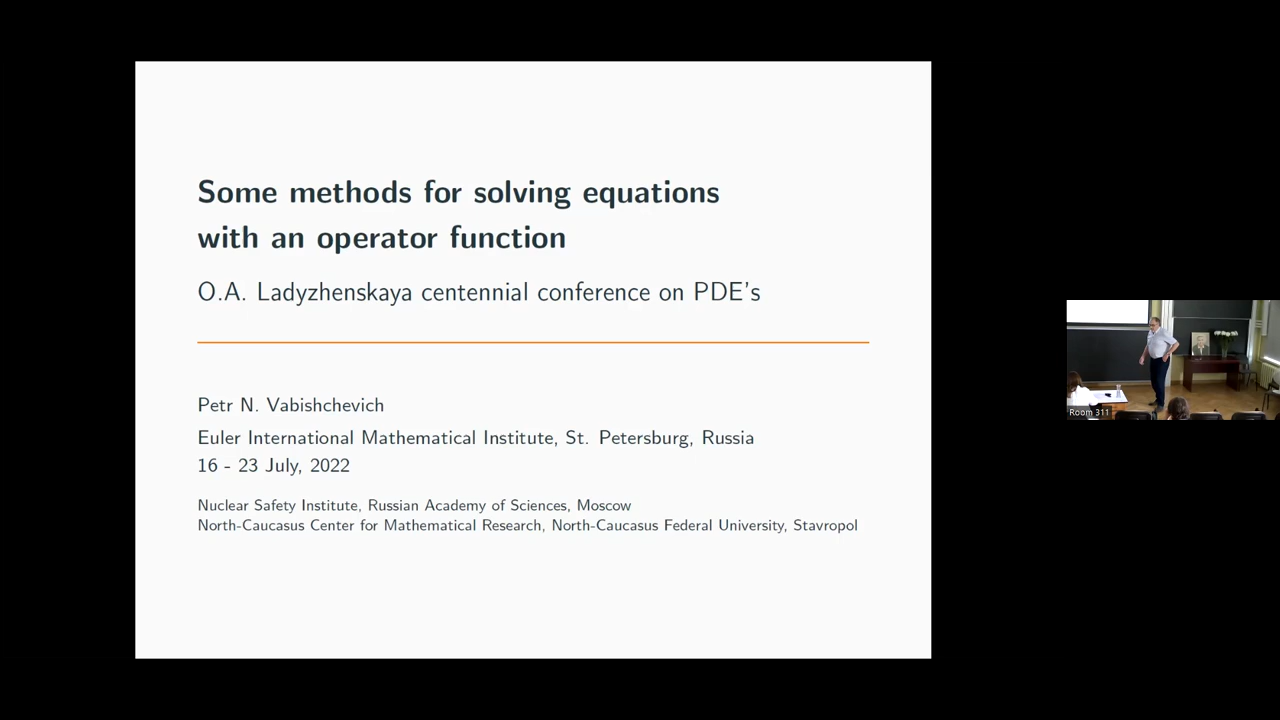 Some methods for solving equations
with an operator function
O.A. Ladyzhenskaya centennial conference on PDE's
Petr N. Vabishchevich
Euler International Mathematical Institute, St. Petersburg, Russia
16 - 23 July, 2022
Nuclear Safety Institute, Russian Academy of Sciences, Moscow
North-Caucasus Center for Mathematical Research, North-Caucasus Federal University, Stavropol
Room 311